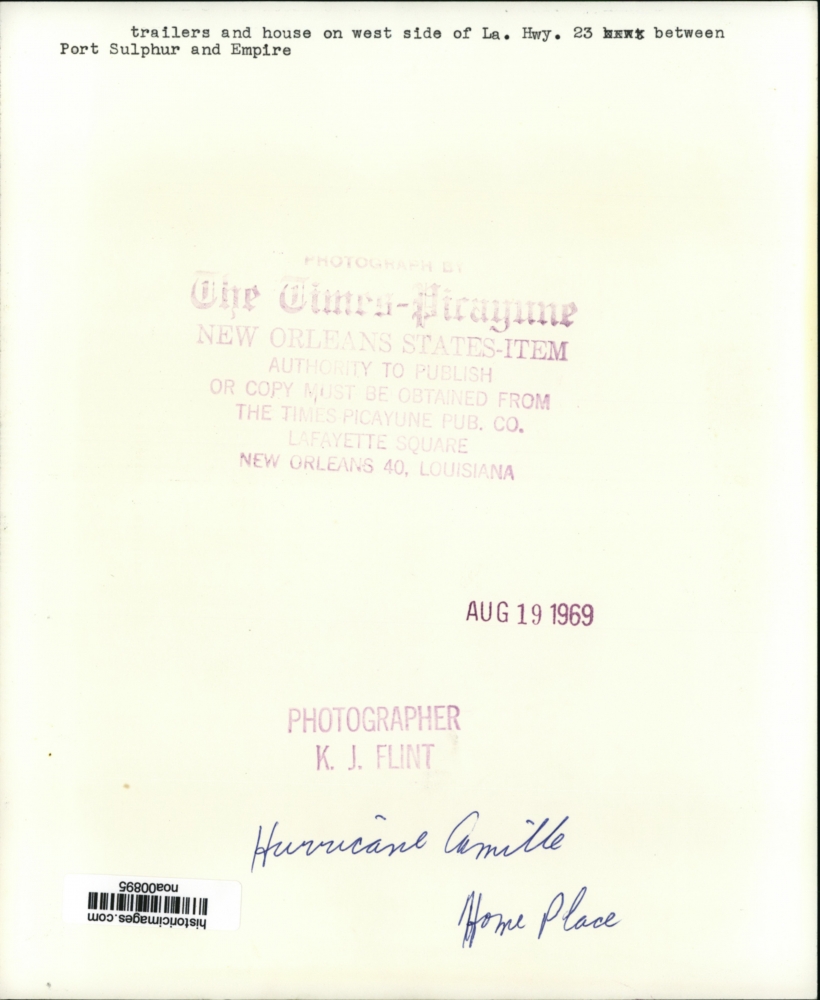 trailers and house on west side of La. Hwy. 23 between
Port Sulphur and Empire
PHOTOGRAPH BY
The Times-Picayune
NEW ORLEANS STATES-ITEM
AUTHORITY TO PUBLISH
OR COPY MUST BE OBTAINED FROM
THE TIMES PICAYUNE PUB. CO.
LAFAYETTE SQUARE
NEW ORLEANS 40, LOUISIANA
AUG 19 1969
PHOTOGRAPHER
K. J. FLINT
Hurricane Camille
Home Place
historicimages.com
noa00895